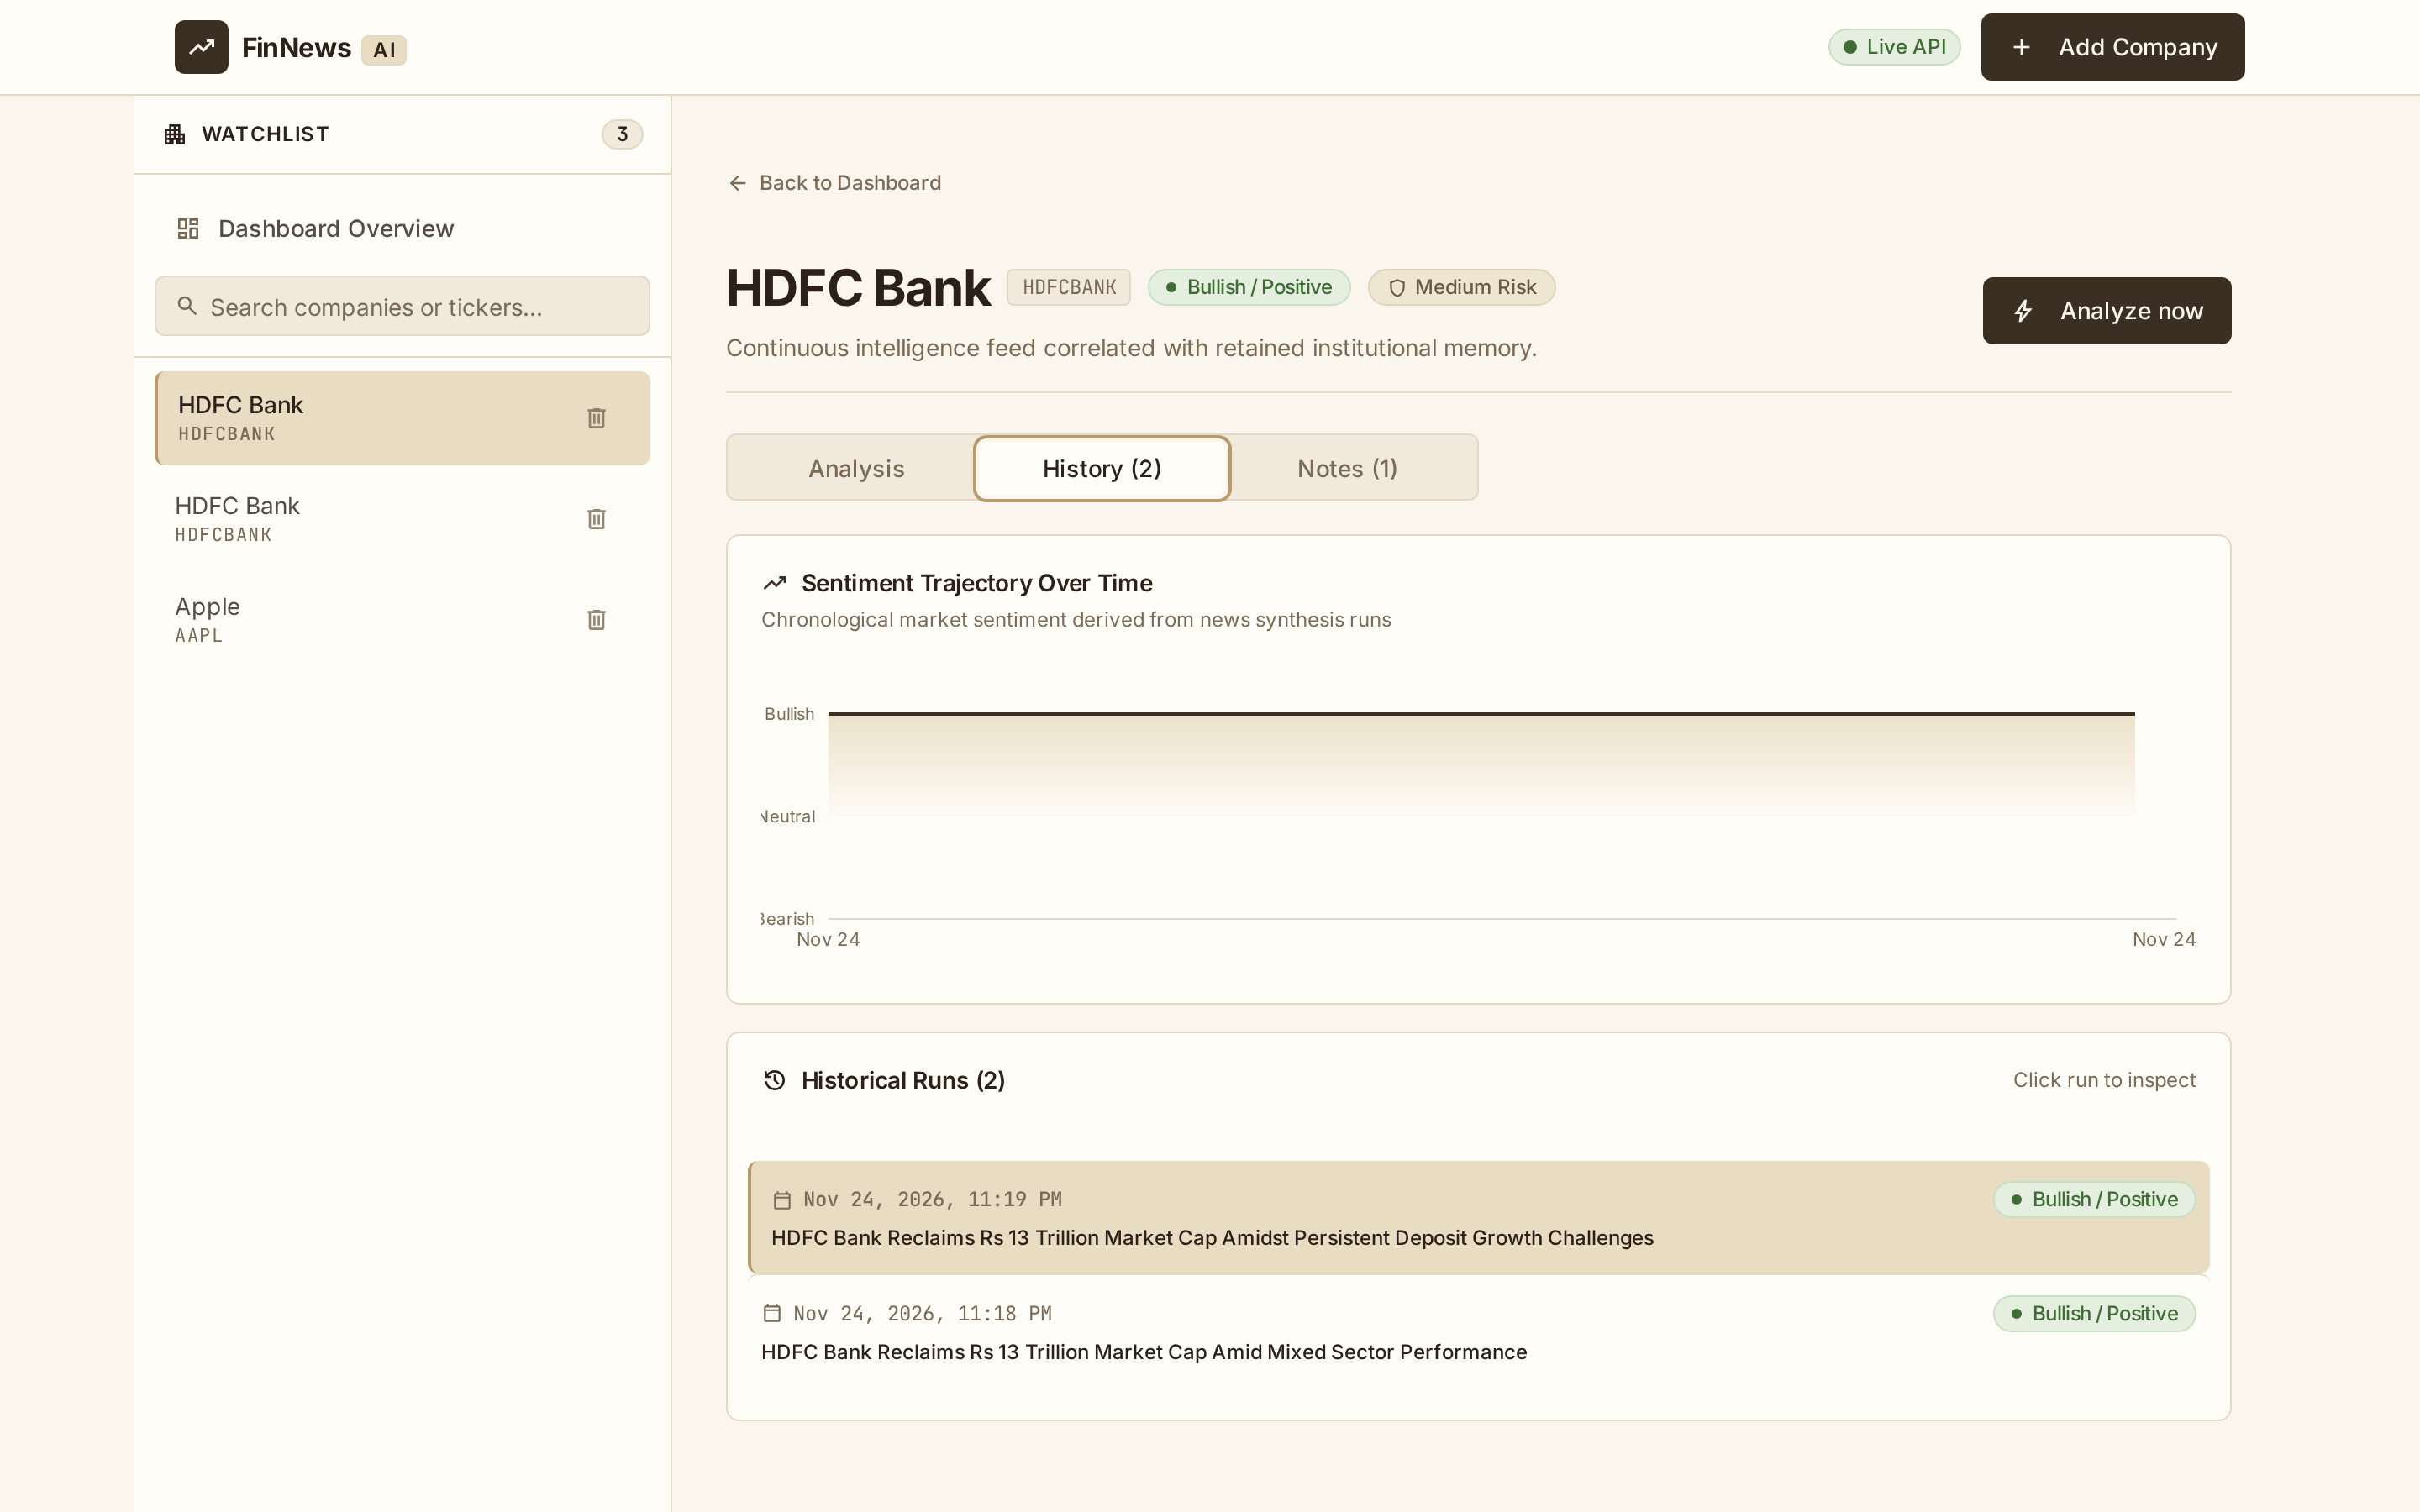 FinNews AI
Live API
Add Company
WATCHLIST
3
Dashboard Overview
Search companies or tickers...
HDFC Bank
HDFCBANK
HDFC Bank
HDFCBANK
Apple
AAPL
Back to Dashboard
HDFC Bank HDFCBANK Bullish / Positive Medium Risk
Analyze now
Continuous intelligence feed correlated with retained institutional memory.
Analysis History (2) Notes (1)
Sentiment Trajectory Over Time
Chronological market sentiment derived from news synthesis runs
Bullish
Neutral
Bearish
Nov 24 Nov 24
Historical Runs (2) Click run to inspect
Nov 24, 2026, 11:19 PM Bullish / Positive
HDFC Bank Reclaims Rs 13 Trillion Market Cap Amidst Persistent Deposit Growth Challenges
Nov 24, 2026, 11:18 PM Bullish / Positive
HDFC Bank Reclaims Rs 13 Trillion Market Cap Amid Mixed Sector Performance